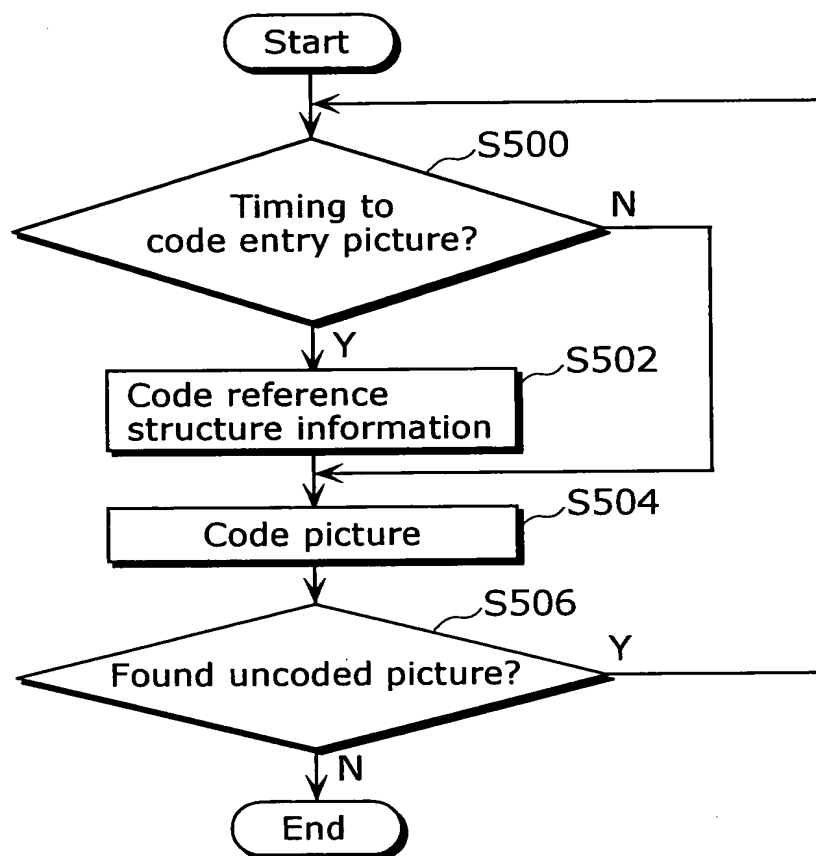 Start
S500
Timing to
code entry picture?
N
Y
S502
Code reference
structure information
S504
Code picture
S506
Found uncoded picture?
Y
N
End